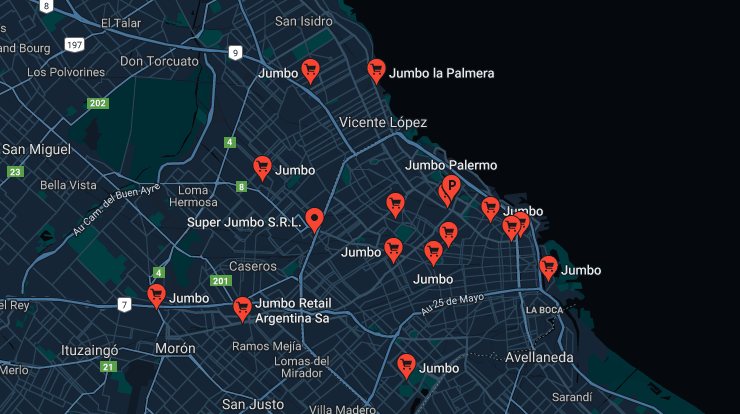 8
El Talar
San Isidro
s
and Bourg
197
9
Don Torcuato
Los Polvorines
Jumbo
Jumbo la Palmera
202
Vicente López
4
San Miguel
23
Jumbo
Jumbo Palermo
Bella Vista
8
P
Loma
Hermosa
Au Cam. del Buen Ayre
Super Jumbo S.R.L.
Jumbo
Jumbo
Caseros
4
201
Jumbo
Jumbo
el Rey
7
Jumbo
Jumbo Retail
Argentina Sa
Au 25 de Mayo
LA BOCA
Ituzaingó
Morón
Ramos Mejía
Avellaneda
Merlo
21
Lomas del
Mirador
Jumbo
San Justo
Villa Madero
Sarandí